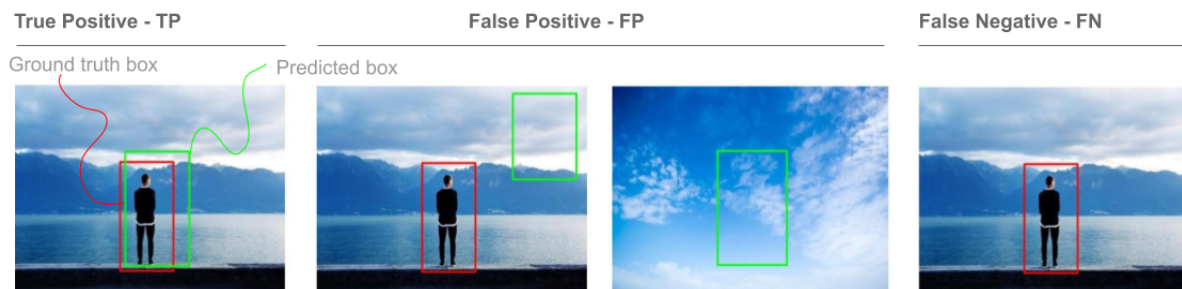 True Positive - TP
False Positive - FP
False Negative - FN
Ground truth box
Predicted box